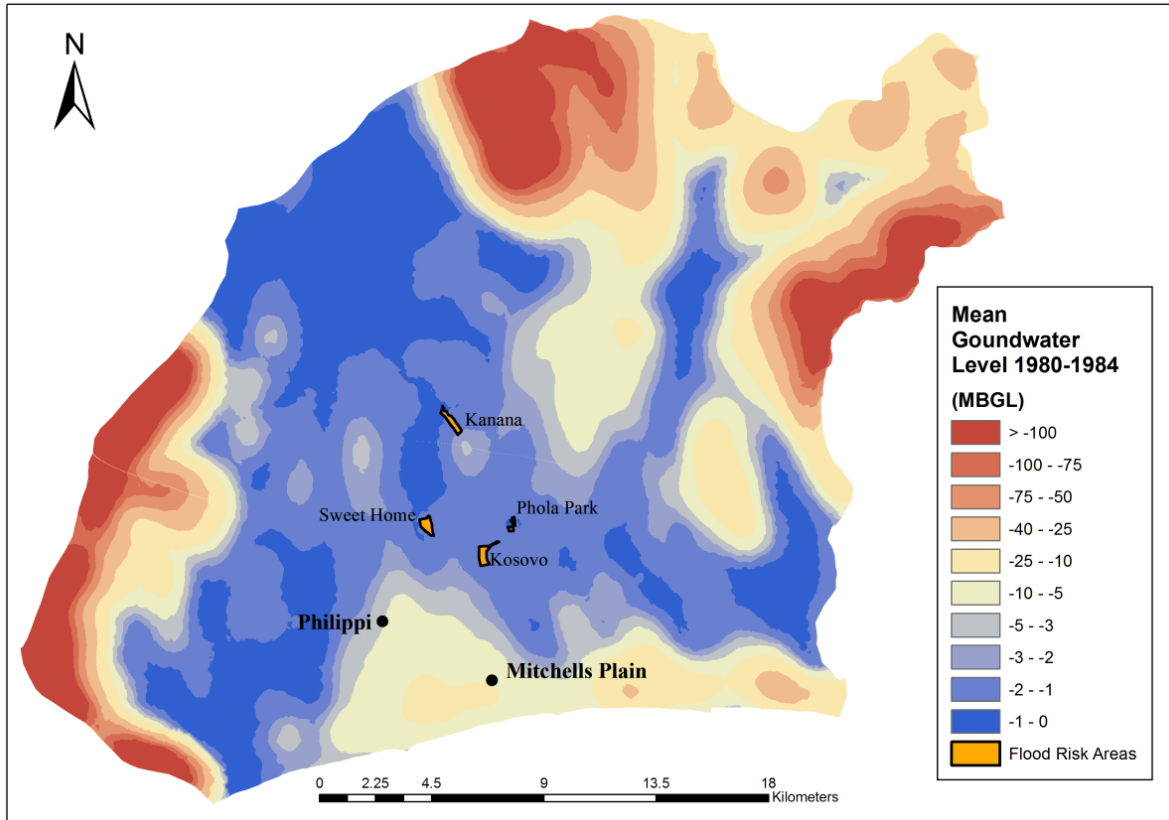 N
Kanana
Sweet Home
Phola Park
Kosovo
Philippi
Mitchells Plain
Mean
Goundwater
Level 1980-1984
(MBGL)
> -100
-100 - -75
-75 - -50
-40 - -25
-25 - -10
-10 - -5
-5 - -3
-3 - -2
-2 - -1
-1 - 0
Flood Risk Areas
0 2.25 4.5 9 13.5 18
Kilometers